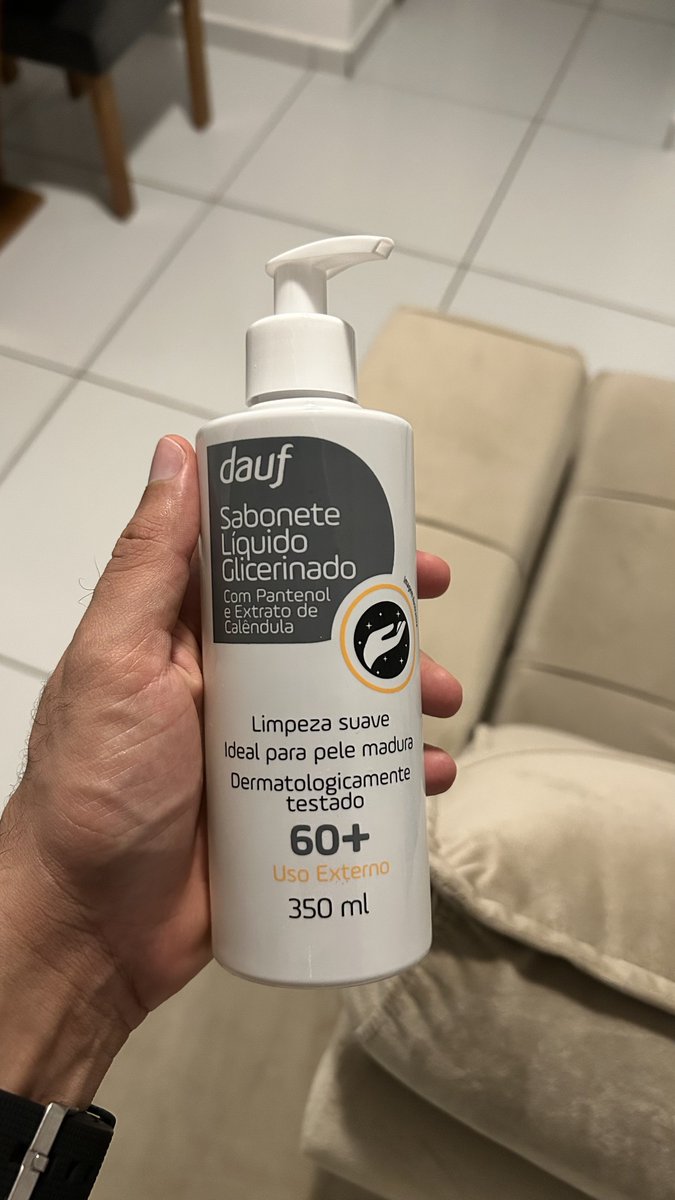 dauf
Sabonete
Líquido
Glicerinado
Com Pantenol
e Extrato de
Calêndula
Limpeza suave
Ideal para pele madura
Dermatologicamente
testado
60+
Uso Externo
350 ml